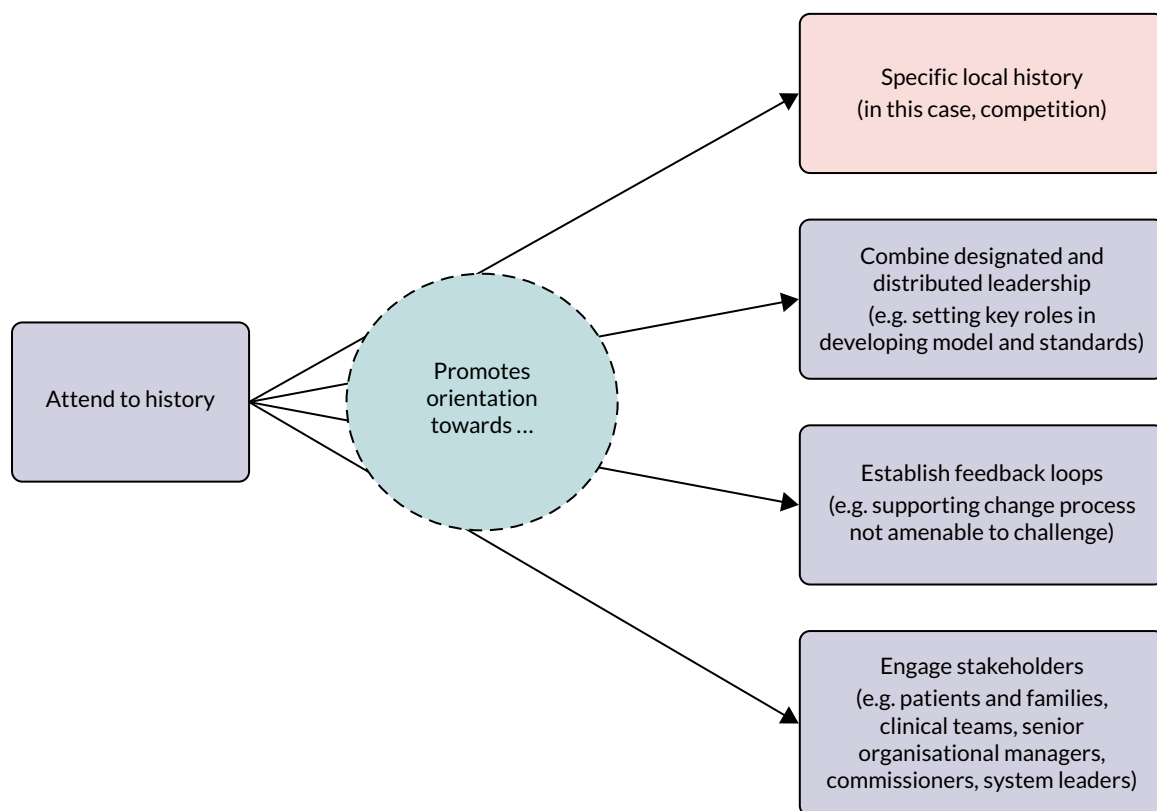 Attend to history
Promotes
orientation
towards ...
Specific local history
(in this case, competition)
Combine designated and
distributed leadership
(e.g. setting key roles in
developing model and standards)
Establish feedback loops
(e.g. supporting change process
not amenable to challenge)
Engage stakeholders
(e.g. patients and families,
clinical teams, senior
organisational managers,
commissioners, system leaders)